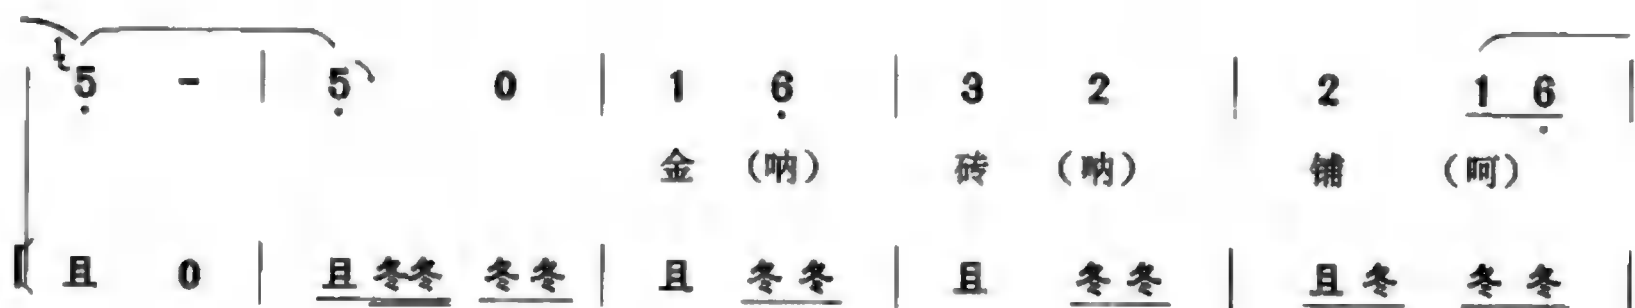 5 - | 5 0 | 1 6 | 3 2 | 2 1 6 |
金 (呐) 砖 (呐) 铺 (呵)
且 0 | 且 冬冬 冬冬 | 且 冬冬 | 且 冬冬 | 且冬 冬冬 |